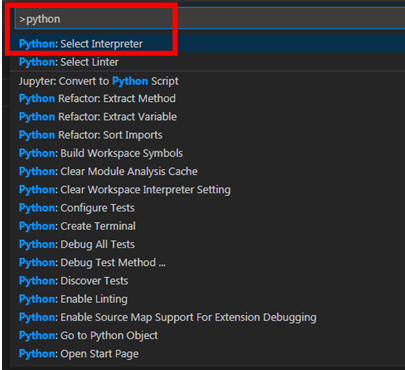 >python
Python: Select Interpreter
Python: Select Linter
Jupyter: Convert to Python Script
Python Refactor: Extract Method
Python Refactor: Extract Variable
Python Refactor: Sort Imports
Python: Build Workspace Symbols
Python: Clear Module Analysis Cache
Python: Clear Workspace Interpreter Setting
Python: Configure Tests
Python: Create Terminal
Python: Debug All Tests
Python: Debug Test Method ...
Python: Discover Tests
Python: Enable Linting
Python: Enable Source Map Support For Extension Debugging
Python: Go to Python Object
Python: Open Start Page